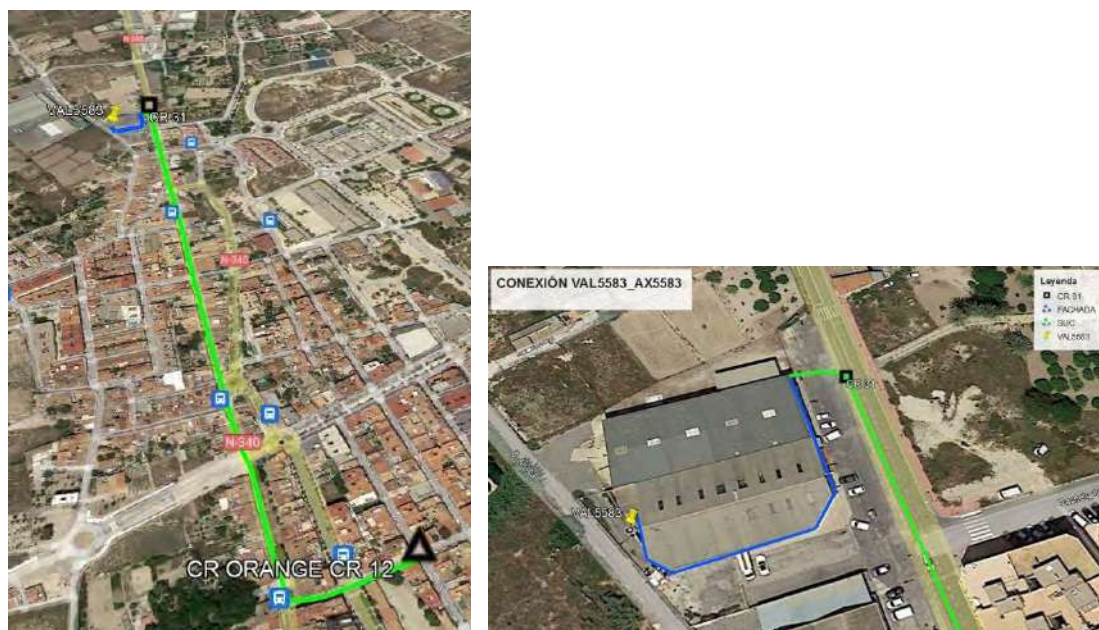 VAL5583
CR 31
N-340
N-340
CR ORANGE CR 12
CONEXIÓN VAL5583_AX5583
Leyenda
CR 31
FACHADA
VAL5583
CR 31
VAL5583